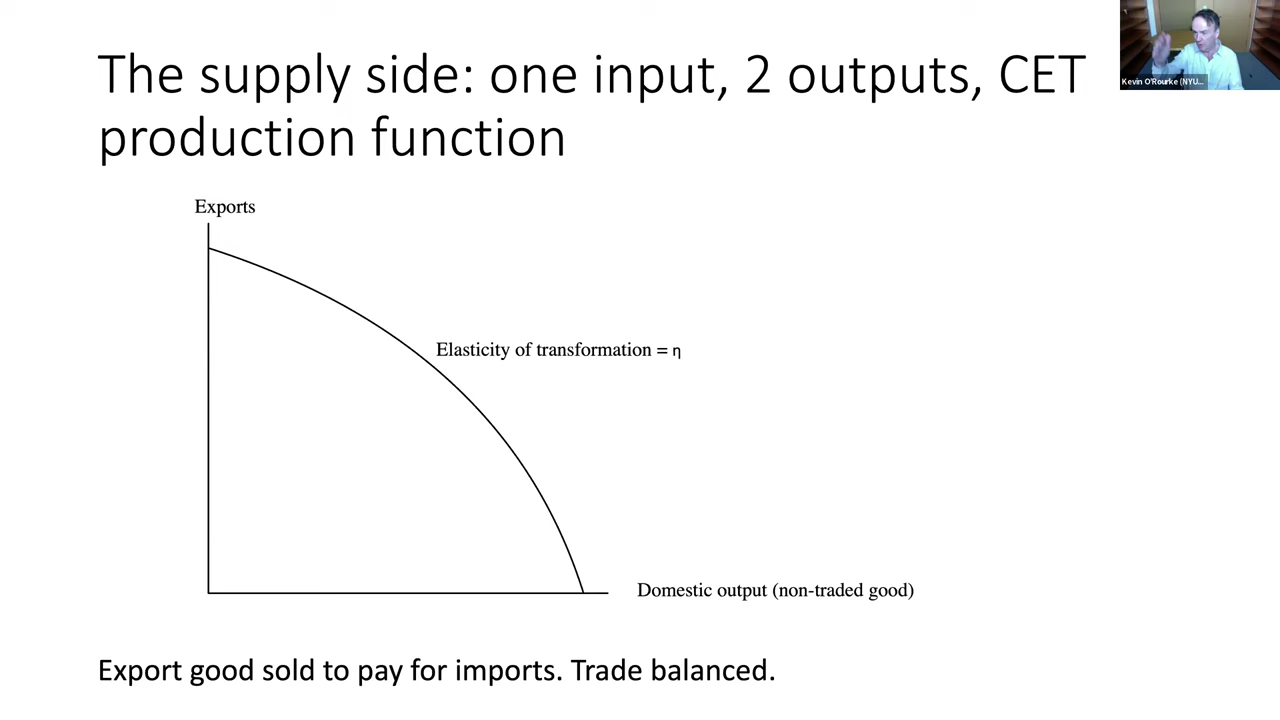 The supply side: one input, 2 outputs, CET
production function
Kevin O'Rourke (NYU...
Exports
Elasticity of transformation = η
Domestic output (non-traded good)
Export good sold to pay for imports. Trade balanced.